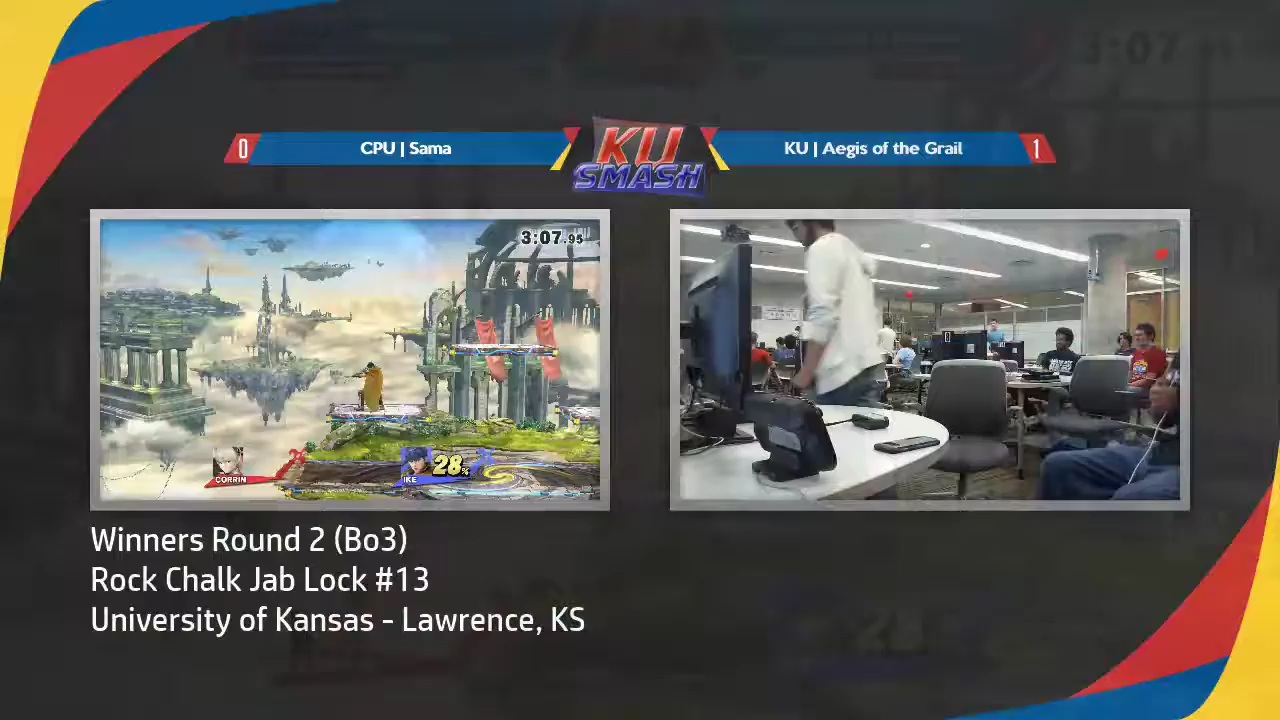 0
CPU | Sama
KU
SMASH
KU | Aegis of the Grail
1
3:07.95
CORRIN
IKE
28%
Winners Round 2 (Bo3)
Rock Chalk Jab Lock #13
University of Kansas - Lawrence, KS